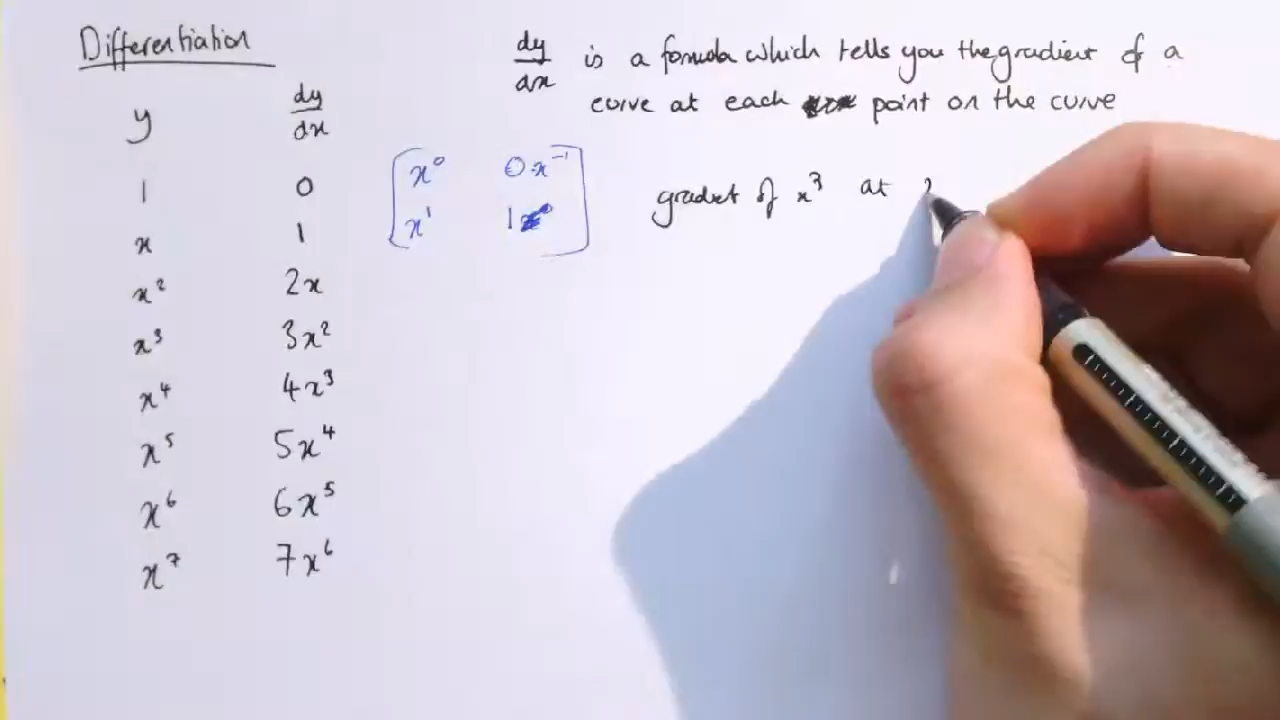 Differentiation
dy/dx is a formula which tells you the gradient of a
curve at each point on the curve
y dy/dx
1 0
x 1
x² 2x
x³ 3x²
x⁴ 4x³
x⁵ 5x⁴
x⁶ 6x⁵
x⁷ 7x⁶
x⁰ 0x⁻¹
x¹ 1
gradiet of x³ at